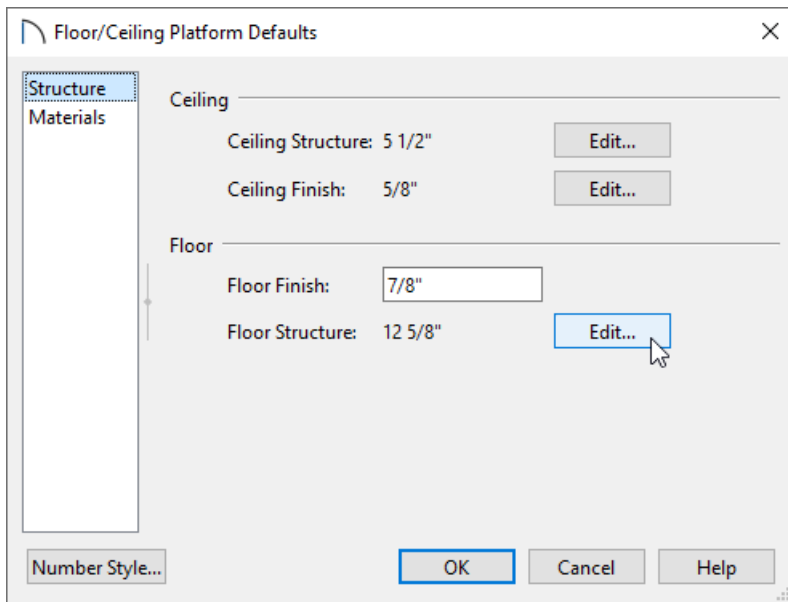 Floor/Ceiling Platform Defaults
Structure
Materials
Ceiling
Ceiling Structure: 5 1/2" Edit...
Ceiling Finish: 5/8" Edit...
Floor
Floor Finish: 7/8"
Floor Structure: 12 5/8" Edit...
Number Style... OK Cancel Help